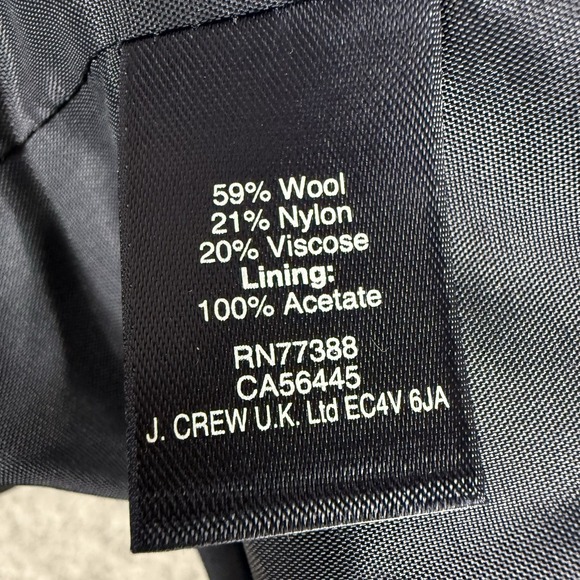 59% Wool
21% Nylon
20% Viscose
Lining:
100% Acetate
RN77388
CA56445
J. CREW U.K. Ltd EC4V 6JA